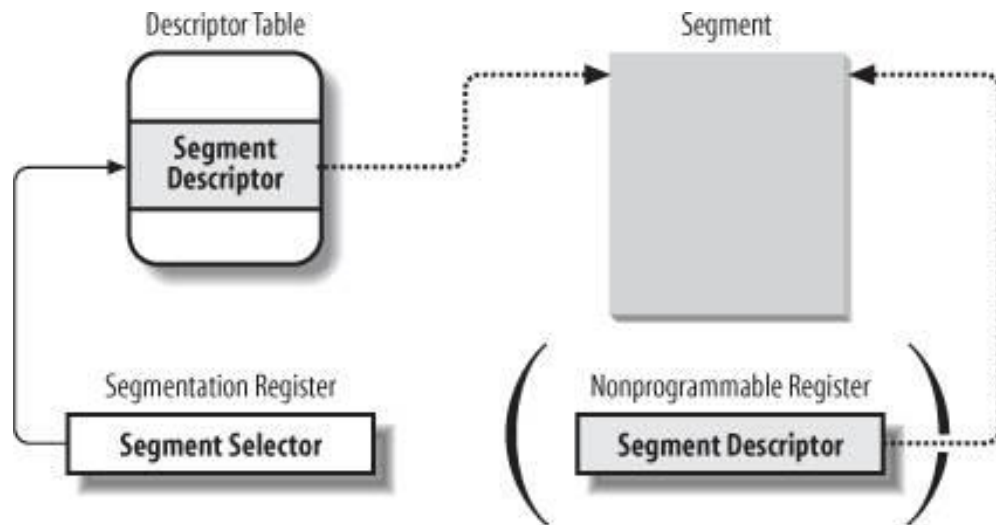 Descriptor Table
Segment
Segment
Descriptor
Segmentation Register
Nonprogrammable Register
Segment Selector
Segment Descriptor